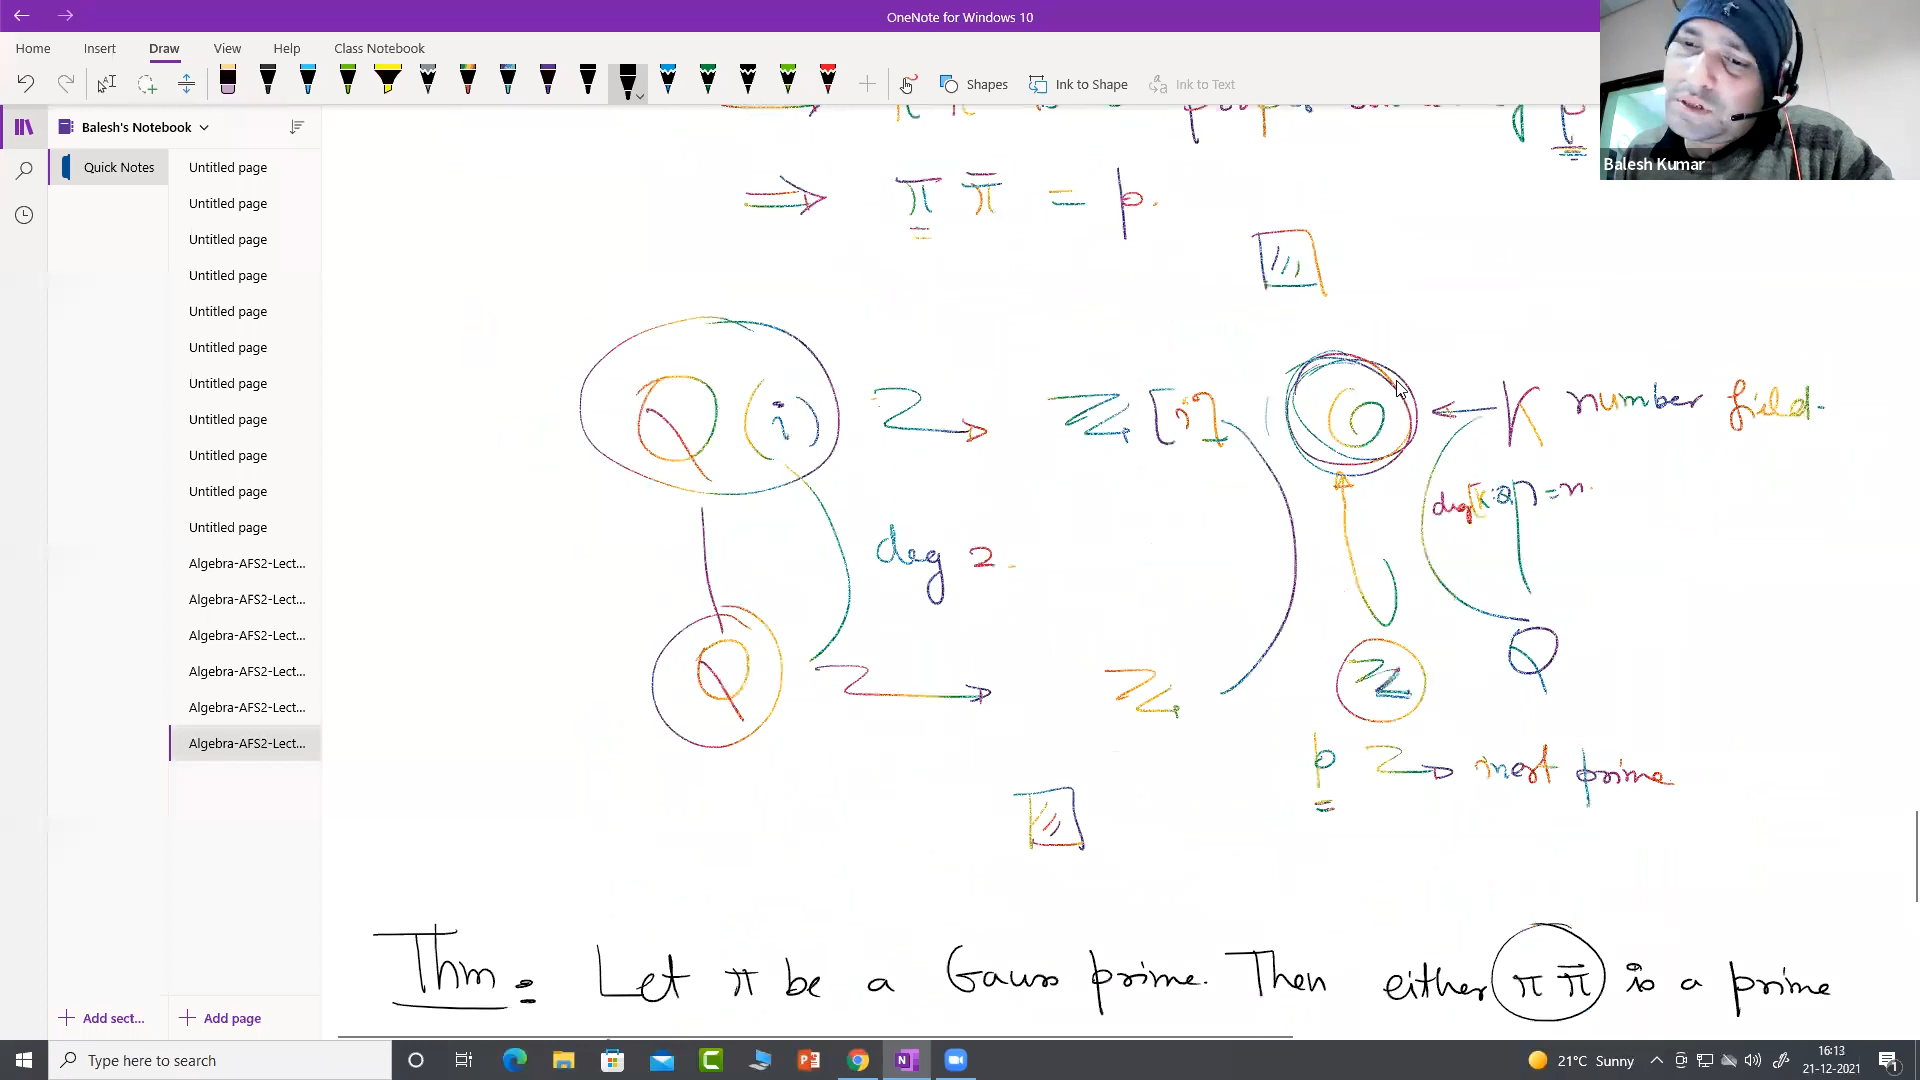 OneNote for Windows 10
Home Insert Draw View Help Class Notebook
Shapes Ink to Shape Ink to Text
Balesh's Notebook
Quick Notes
Untitled page
Untitled page
Untitled page
Untitled page
Untitled page
Untitled page
Untitled page
Untitled page
Untitled page
Untitled page
Untitled page
Algebra-AFS2-Lect...
Algebra-AFS2-Lect...
Algebra-AFS2-Lect...
Algebra-AFS2-Lect...
Algebra-AFS2-Lect...
Algebra-AFS2-Lect...
Add sect... Add page
Balesh Kumar
⇒ π π̄ = p.
Q (i) → ℤ[i] O ← K number field.
deg[K:Q] = n.
deg 2.
Q → ℤ ℤ Q
p → inert prime
Thm: Let π be a Gauss prime. Then either π π̄ is a prime
Type here to search
21°C Sunny
16:13
21-12-2021
1